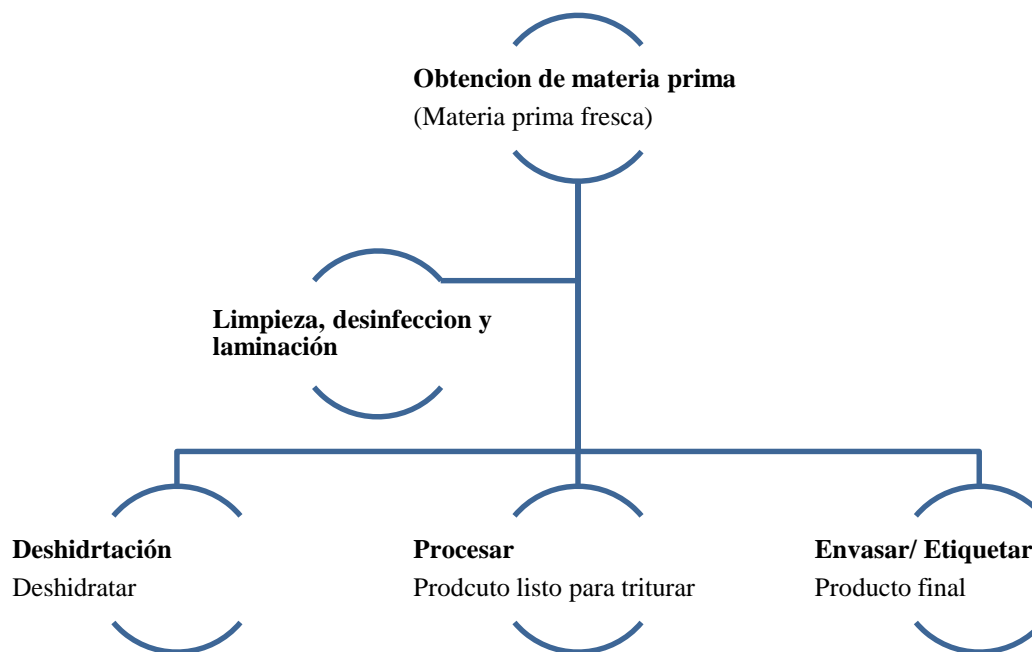 Obtencion de materia prima
(Materia prima fresca)
Limpieza, desinfeccion y
laminación
Deshidrtación
Deshidratar
Procesar
Prodcuto listo para triturar
Envasar/ Etiquetar
Producto final